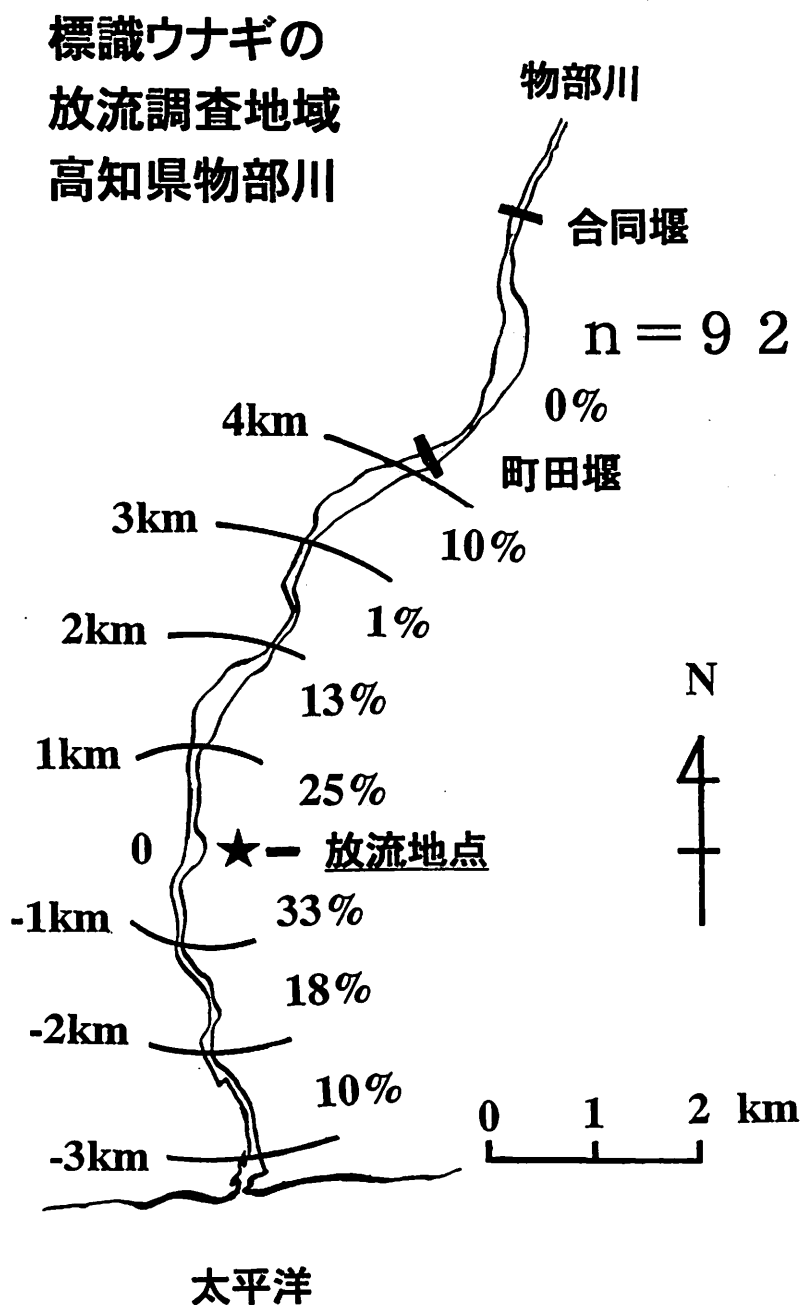 標識ウナギの
放流調査地域
高知県物部川
物部川
合同堰
n=92
0%
4km
町田堰
3km
10%
2km
1%
13%
N
1km
25%
0
放流地点
-1km
33%
18%
-2km
10%
0 1 2 km
-3km
太平洋